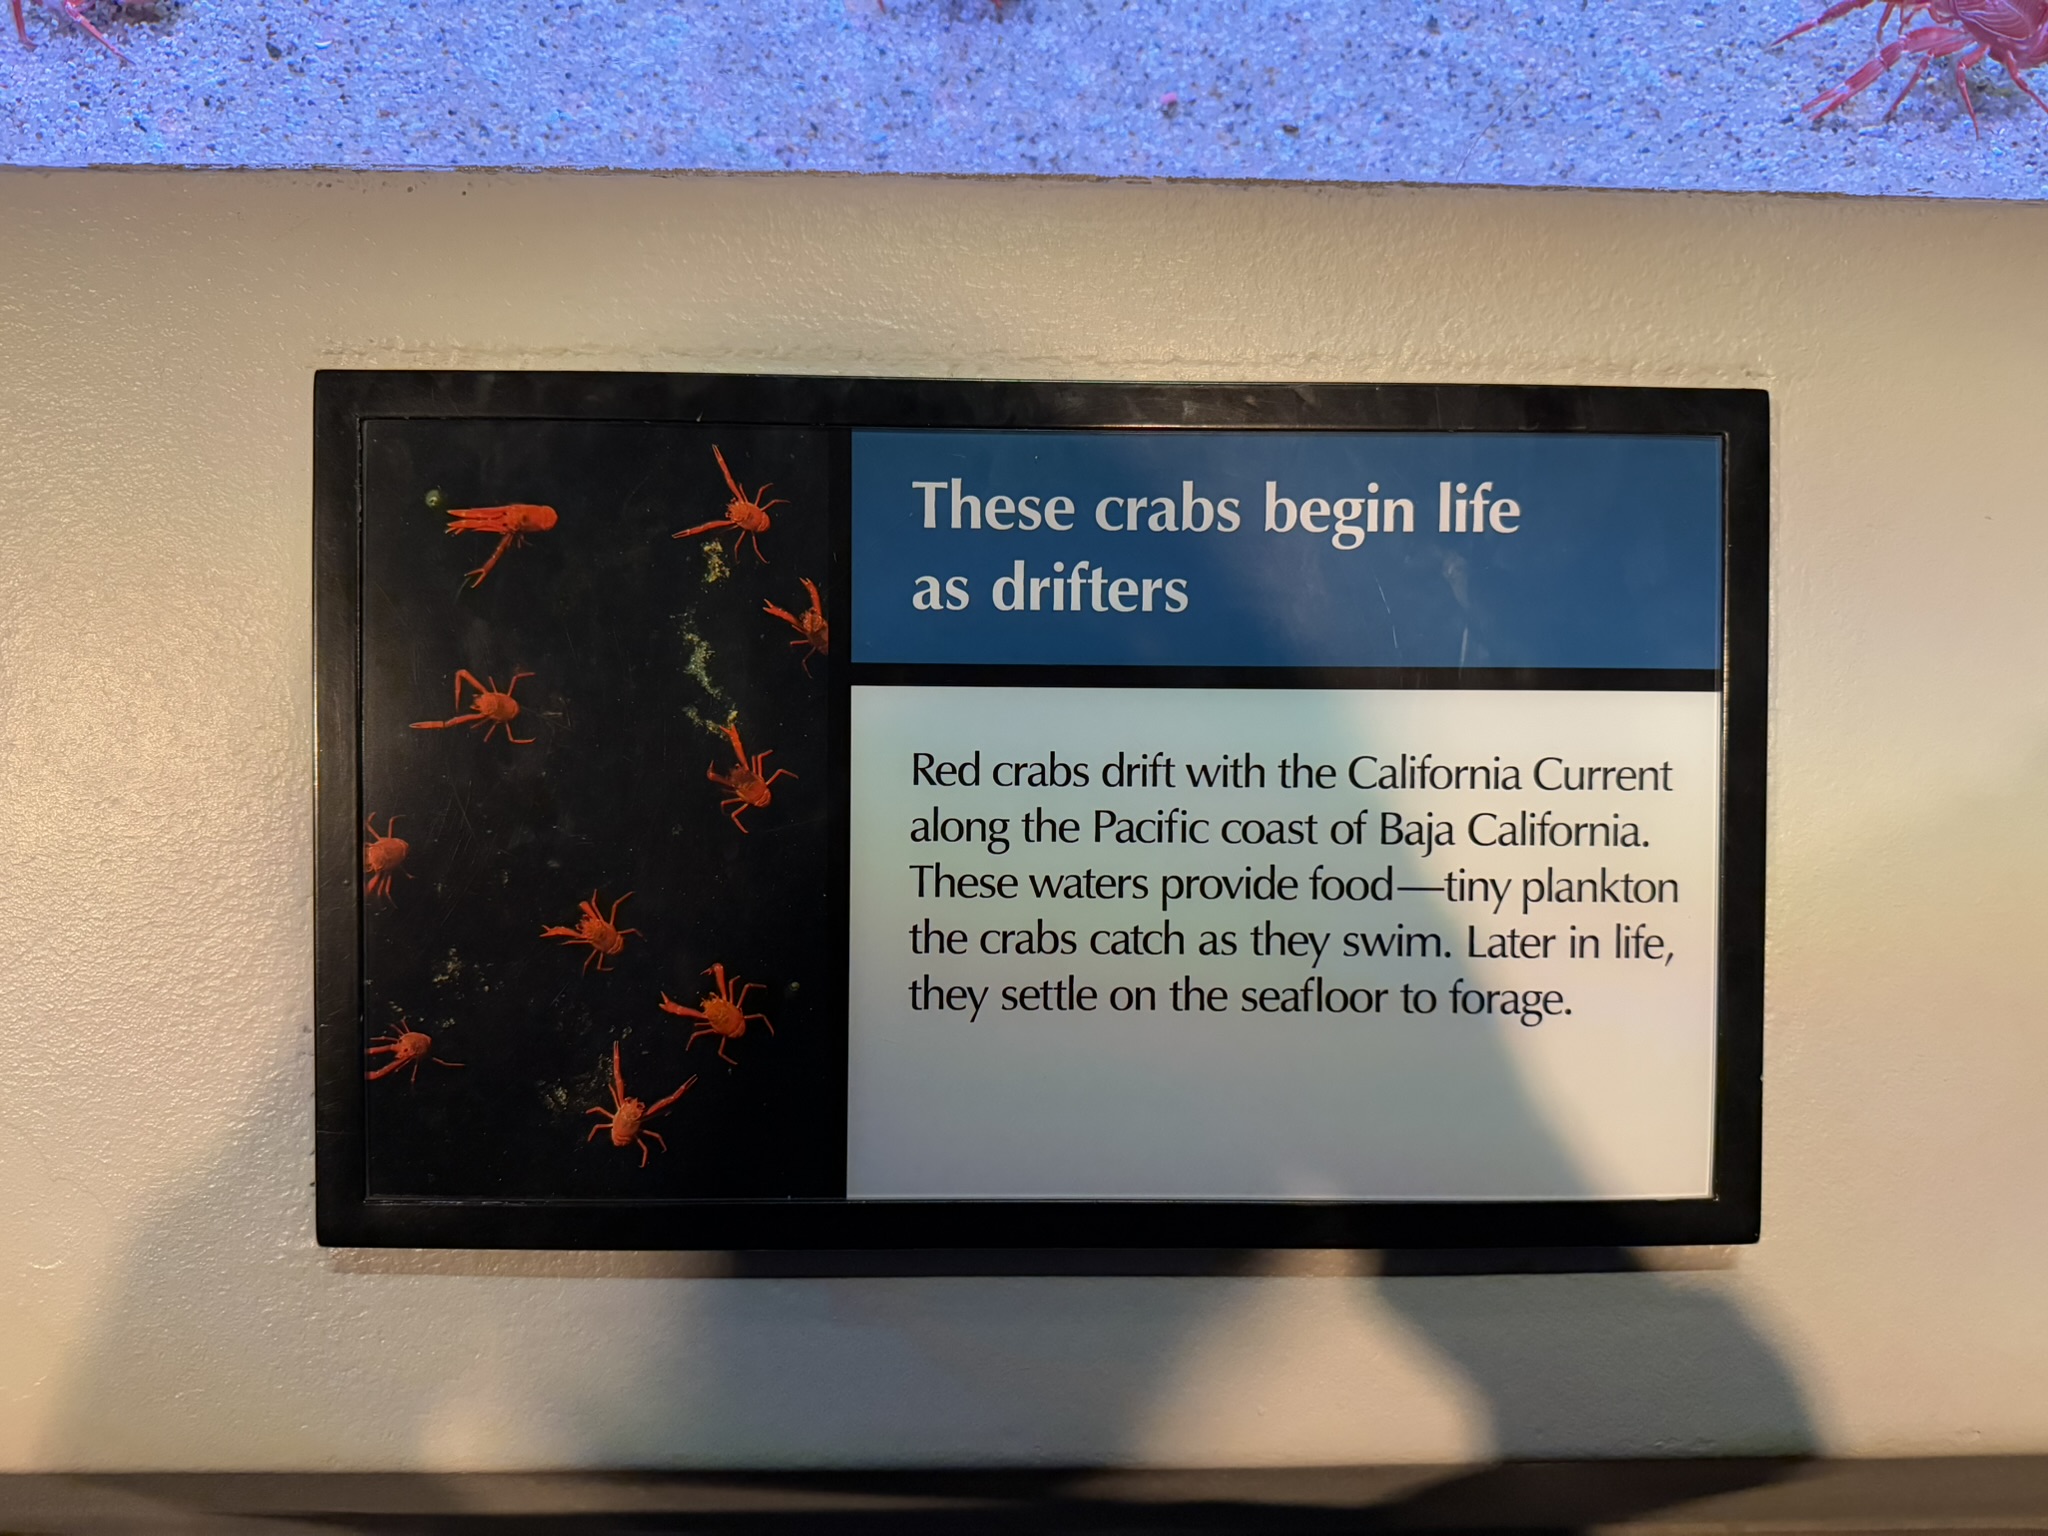 These crabs begin life
as drifters
Red crabs drift with the California Current
along the Pacific coast of Baja California.
These waters provide food—tiny plankton
the crabs catch as they swim. Later in life,
they settle on the seafloor to forage.